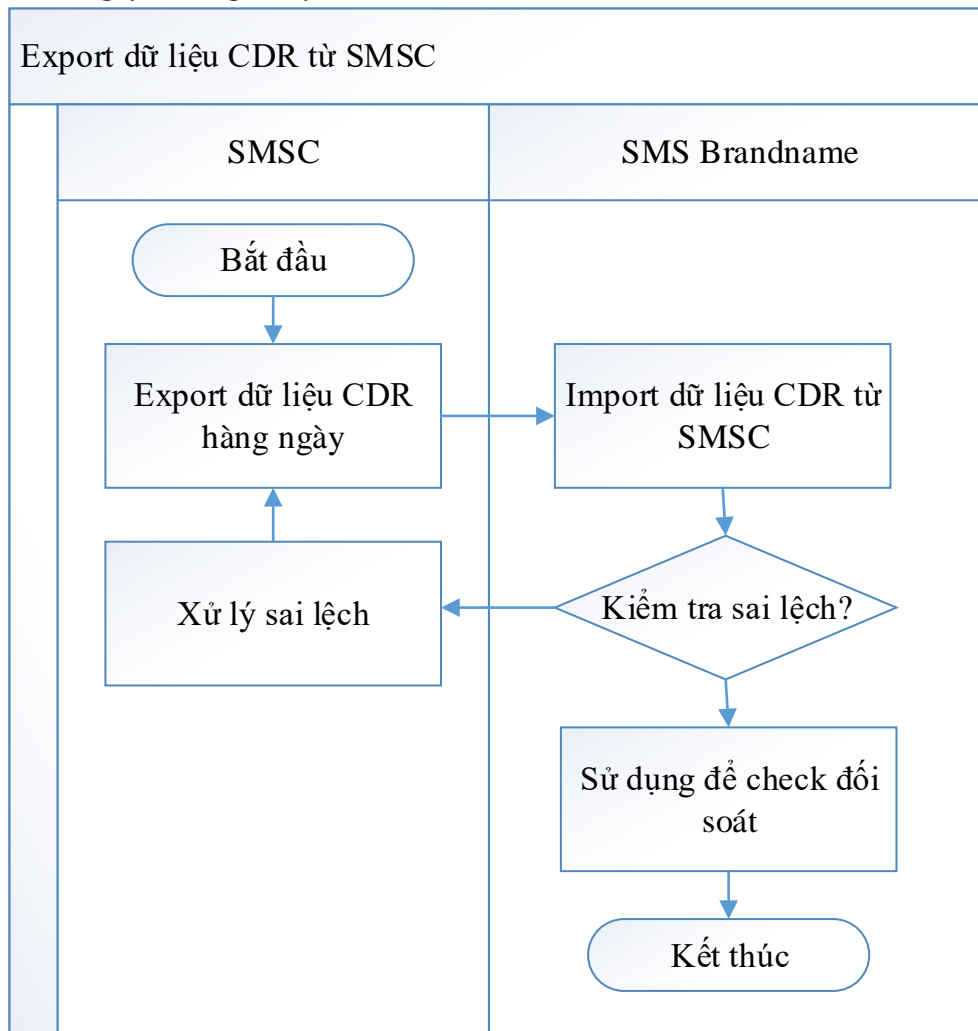 Export dữ liệu CDR từ SMSC
SMSC
SMS Brandname
Bắt đầu
Export dữ liệu CDR
hàng ngày
Import dữ liệu CDR từ
SMSC
Xử lý sai lệch
Kiểm tra sai lệch?
Sử dụng để check đối
soát
Kết thúc